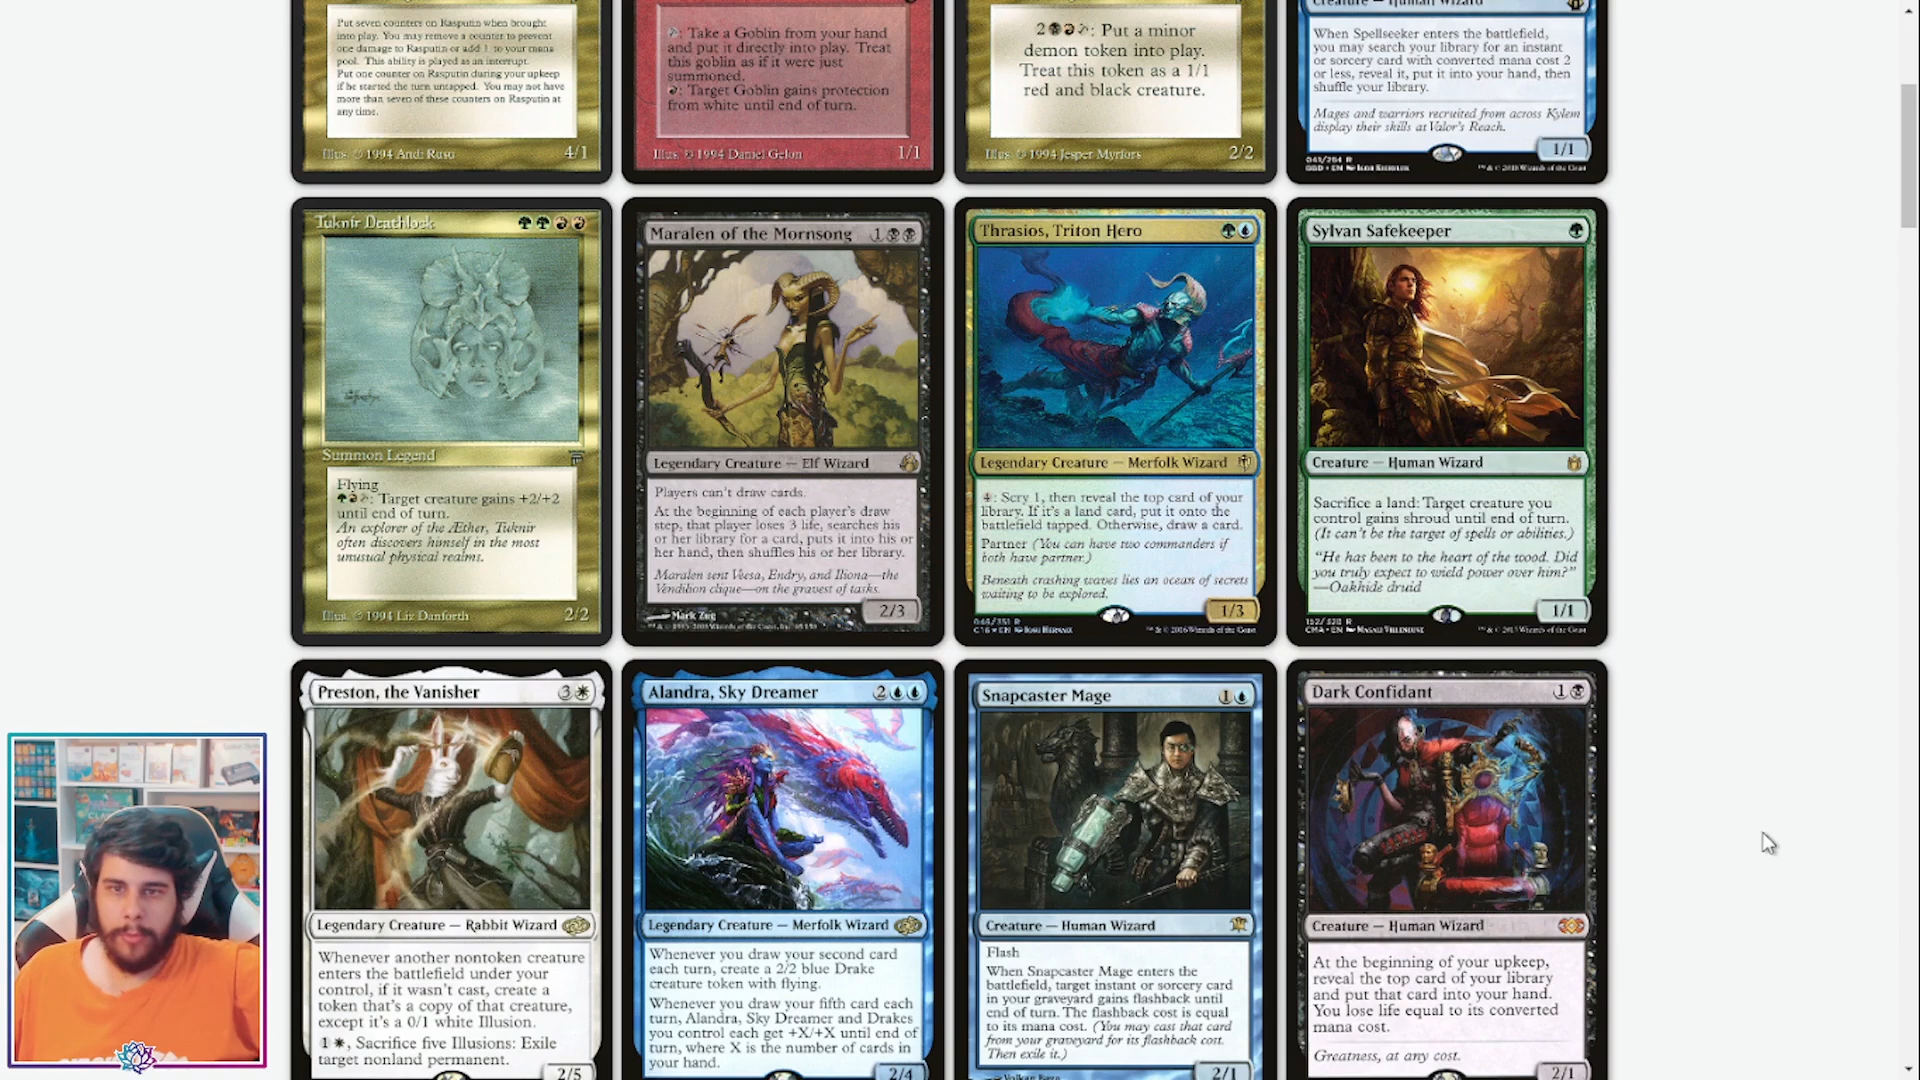 Put seven counters on Rasputin when brought
into play. You may remove a counter to prevent
one damage to Rasputin or add 1 to your mana
pool. This ability is played as an interrupt.
Put one counter on Rasputin during your upkeep
if he started the turn untapped. You may not have
more than seven of these counters on Rasputin at
any time.
Illus. © 1994 Andi Rusu
4/1
: Take a Goblin from your hand
and put it directly into play. Treat
this goblin as if it were just
summoned.
: Target Goblin gains protection
from white until end of turn.
Illus. © 1994 Daniel Gelon
1/1
2 : Put a minor
demon token into play.
Treat this token as a 1/1
red and black creature.
Illus. © 1994 Jesper Myrfors
2/2
Creature — Human Wizard
When Spellseeker enters the battlefield,
you may search your library for an instant
or sorcery card with converted mana cost 2
or less, reveal it, put it into your hand, then
shuffle your library.
Mages and warriors recruited from across Kylem
display their skills at Valor's Reach.
1/1
Tuknir Deathlock
Summon Legend
Flying
: Target creature gains +2/+2
until end of turn.
An explorer of the Æther, Tuknir
often discovers himself in the most
unusual physical realms.
Illus. © 1994 Liz Danforth
2/2
Maralen of the Mornsong 1
Legendary Creature — Elf Wizard
Players can't draw cards.
At the beginning of each player's draw
step, that player loses 3 life, searches his
or her library for a card, puts it into his or
her hand, then shuffles his or her library.
Maralen sent Veesa, Endry, and Iliona—the
Vendilion clique—on the gravest of tasks.
Mark Zug
2/3
Thrasios, Triton Hero
Legendary Creature — Merfolk Wizard
4: Scry 1, then reveal the top card of your
library. If it's a land card, put it onto the
battlefield tapped. Otherwise, draw a card.
Partner (You can have two commanders if
both have partner.)
Beneath crashing waves lies an ocean of secrets
waiting to be explored.
1/3
Sylvan Safekeeper
Creature — Human Wizard
Sacrifice a land: Target creature you
control gains shroud until end of turn.
(It can't be the target of spells or abilities.)
"He has been to the heart of the wood. Did
you truly expect to wield power over him?"
—Oakhide druid
1/1
Preston, the Vanisher 3
Legendary Creature — Rabbit Wizard
Whenever another nontoken creature
enters the battlefield under your
control, if it wasn't cast, create a
token that's a copy of that creature,
except it's a 0/1 white Illusion.
1 , Sacrifice five Illusions: Exile
target nonland permanent.
2/5
Alandra, Sky Dreamer 2
Legendary Creature — Merfolk Wizard
Whenever you draw your second card
each turn, create a 2/2 blue Drake
creature token with flying.
Whenever you draw your fifth card each
turn, Alandra, Sky Dreamer and Drakes
you control each get +X/+X until end of
turn, where X is the number of cards in
your hand.
2/4
Snapcaster Mage 1
Creature — Human Wizard
Flash
When Snapcaster Mage enters the
battlefield, target instant or sorcery card
in your graveyard gains flashback until
end of turn. The flashback cost is equal
to its mana cost. (You may cast that card
from your graveyard for its flashback cost.
Then exile it.)
2/1
Dark Confidant 1
Creature — Human Wizard
At the beginning of your upkeep,
reveal the top card of your library
and put that card into your hand.
You lose life equal to its converted
mana cost.
Greatness, at any cost.
2/1